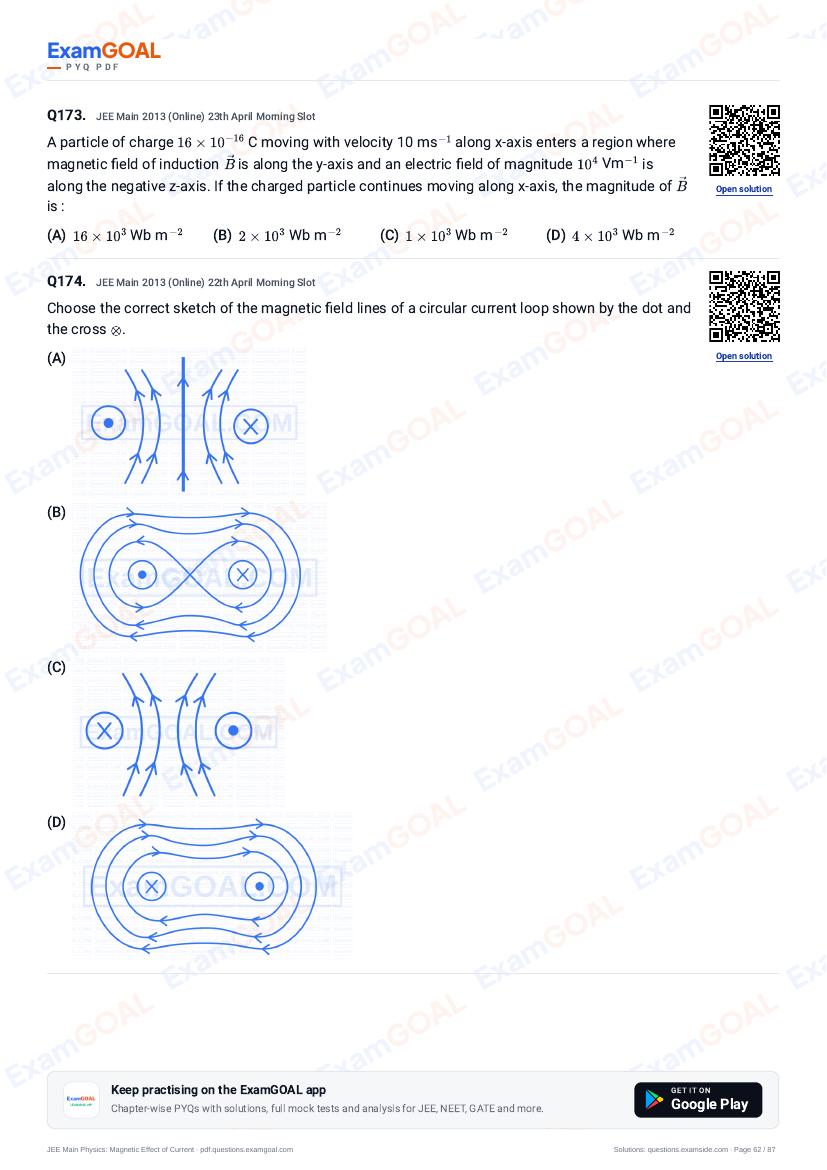 ExamGOAL
PYQ PDF
Q173. JEE Main 2013 (Online) 23th April Morning Slot
A particle of charge 16 × 10⁻¹⁶ C moving with velocity 10 ms⁻¹ along x-axis enters a region where
magnetic field of induction B⃗ is along the y-axis and an electric field of magnitude 10⁴ Vm⁻¹ is
along the negative z-axis. If the charged particle continues moving along x-axis, the magnitude of B⃗
is :
Open solution
(A) 16 × 10³ Wb m⁻² (B) 2 × 10³ Wb m⁻² (C) 1 × 10³ Wb m⁻² (D) 4 × 10³ Wb m⁻²
Q174. JEE Main 2013 (Online) 22th April Morning Slot
Choose the correct sketch of the magnetic field lines of a circular current loop shown by the dot and
the cross ⊗.
Open solution
(A)
ExamGOAL.COM
(B)
ExamGOAL.COM
(C)
ExamGOAL.COM
(D)
ExamGOAL.COM
Keep practising on the ExamGOAL app
Chapter-wise PYQs with solutions, full mock tests and analysis for JEE, NEET, GATE and more.
GET IT ON
Google Play
JEE Main Physics: Magnetic Effect of Current · pdf.questions.examgoal.com
Solutions: questions.examside.com · Page 62 / 87